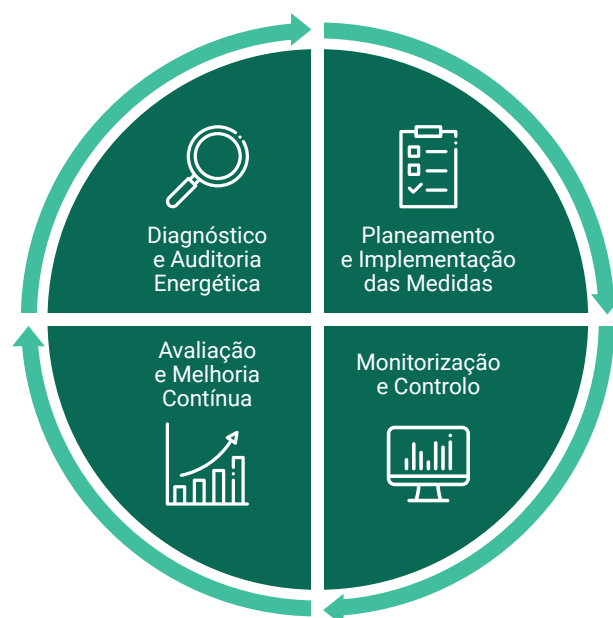 Diagnóstico
e Auditoria
Energética
Planeamento
e Implementação
das Medidas
Avaliação
e Melhoria
Contínua
Monitorização
e Controlo